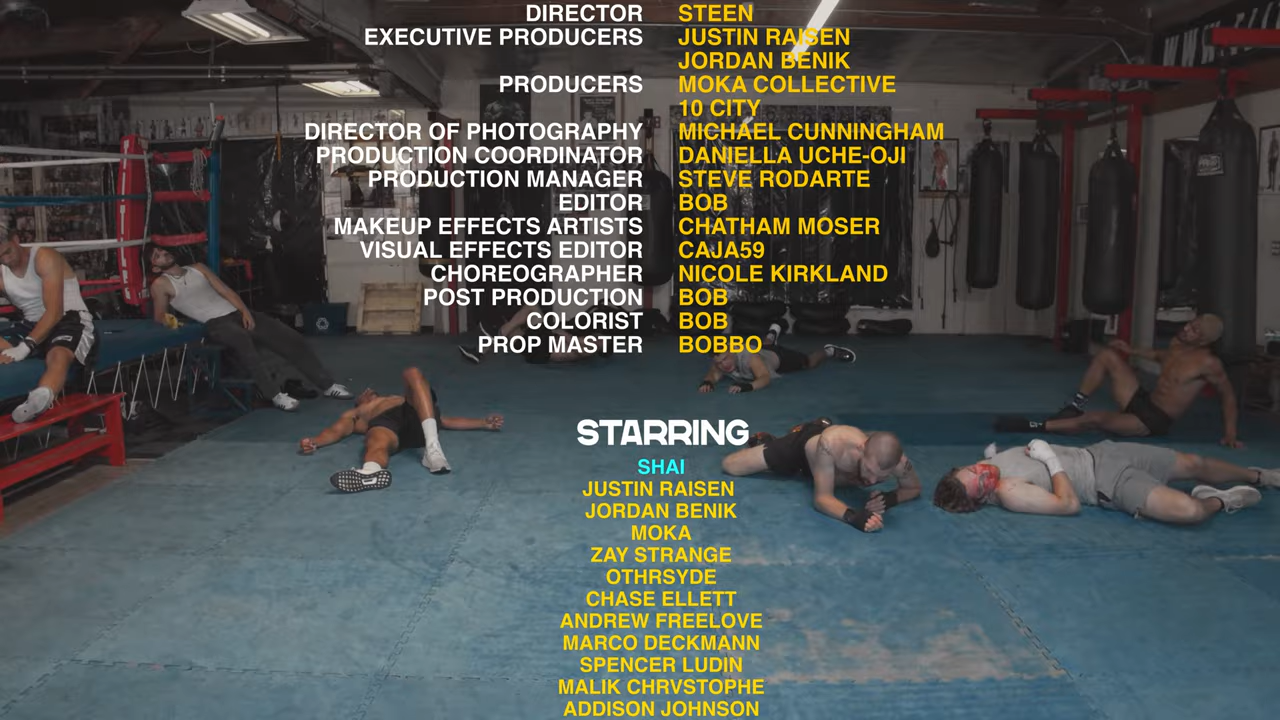 DIRECTOR STEEN
EXECUTIVE PRODUCERS JUSTIN RAISEN
JORDAN BENIK
PRODUCERS MOKA COLLECTIVE
10 CITY
DIRECTOR OF PHOTOGRAPHY MICHAEL CUNNINGHAM
PRODUCTION COORDINATOR DANIELLA UCHE-OJI
PRODUCTION MANAGER STEVE RODARTE
EDITOR BOB
MAKEUP EFFECTS ARTISTS CHATHAM MOSER
VISUAL EFFECTS EDITOR CAJA59
CHOREOGRAPHER NICOLE KIRKLAND
POST PRODUCTION BOB
COLORIST BOB
PROP MASTER BOBBO
STARRING
SHAI
JUSTIN RAISEN
JORDAN BENIK
MOKA
ZAY STRANGE
OTHRSYDE
CHASE ELLETT
ANDREW FREELOVE
MARCO DECKMANN
SPENCER LUDIN
MALIK CHRVSTOPHE
ADDISON JOHNSON